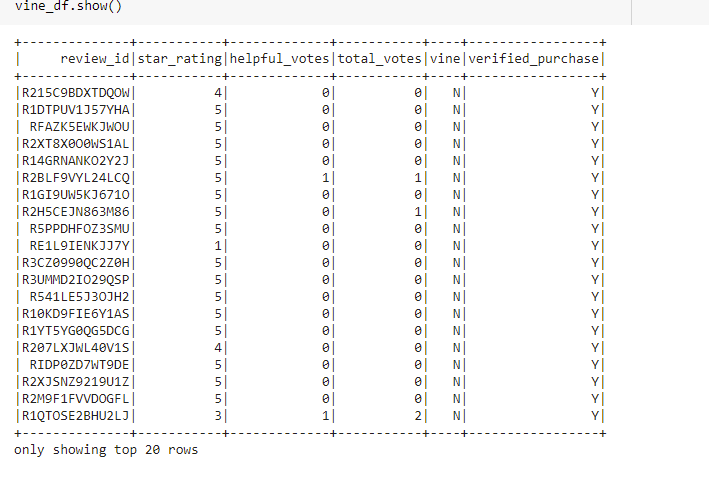 vine_df.show()
+--------------+-----------+-------------+-----------+----+-----------------+
|     review_id|star_rating|helpful_votes|total_votes|vine|verified_purchase|
+--------------+-----------+-------------+-----------+----+-----------------+
|R215C9BDXTDQOW|          4|            0|          0|   N|                Y|
|R1DTPUV1J57YHA|          5|            0|          0|   N|                Y|
| RFAZK5EWKJWOU|          5|            0|          0|   N|                Y|
|R2XT8X0O0WS1AL|          5|            0|          0|   N|                Y|
|R14GRNANKO2Y2J|          5|            0|          0|   N|                Y|
|R2BLF9VYL24LCQ|          5|            1|          1|   N|                Y|
|R1GI9UW5KJ671O|          5|            0|          0|   N|                Y|
|R2H5CEJN863M86|          5|            0|          1|   N|                Y|
| R5PPDHFOZ3SMU|          5|            0|          0|   N|                Y|
| RE1L9IENKJJ7Y|          1|            0|          0|   N|                Y|
|R3CZ0990QC2Z0H|          5|            0|          0|   N|                Y|
|R3UMMD2IO29QSP|          5|            0|          0|   N|                Y|
| R541LE5J3OJH2|          5|            0|          0|   N|                Y|
|R10KD9FIE6Y1AS|          5|            0|          0|   N|                Y|
|R1YT5YG0QG5DCG|          5|            0|          0|   N|                Y|
|R207LXJWL40V1S|          4|            0|          0|   N|                Y|
| RIDP0ZD7WT9DE|          5|            0|          0|   N|                Y|
|R2XJSNZ9219U1Z|          5|            0|          0|   N|                Y|
|R2M9F1FVVDOGFL|          5|            0|          0|   N|                Y|
|R1QTOSE2BHU2LJ|          3|            1|          2|   N|                Y|
+--------------+-----------+-------------+-----------+----+-----------------+
only showing top 20 rows